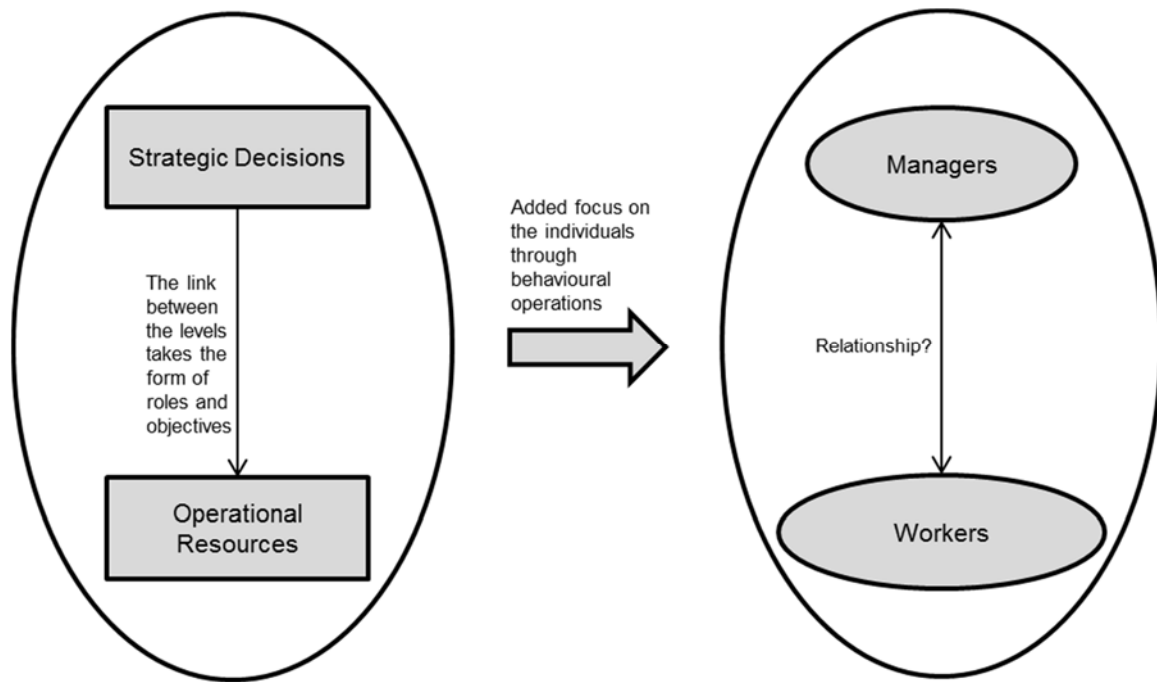 Strategic Decisions
The link
between
the levels
takes the
form of
roles and
objectives
Operational
Resources
Added focus on
the individuals
through
behavioural
operations
Managers
Relationship?
Workers